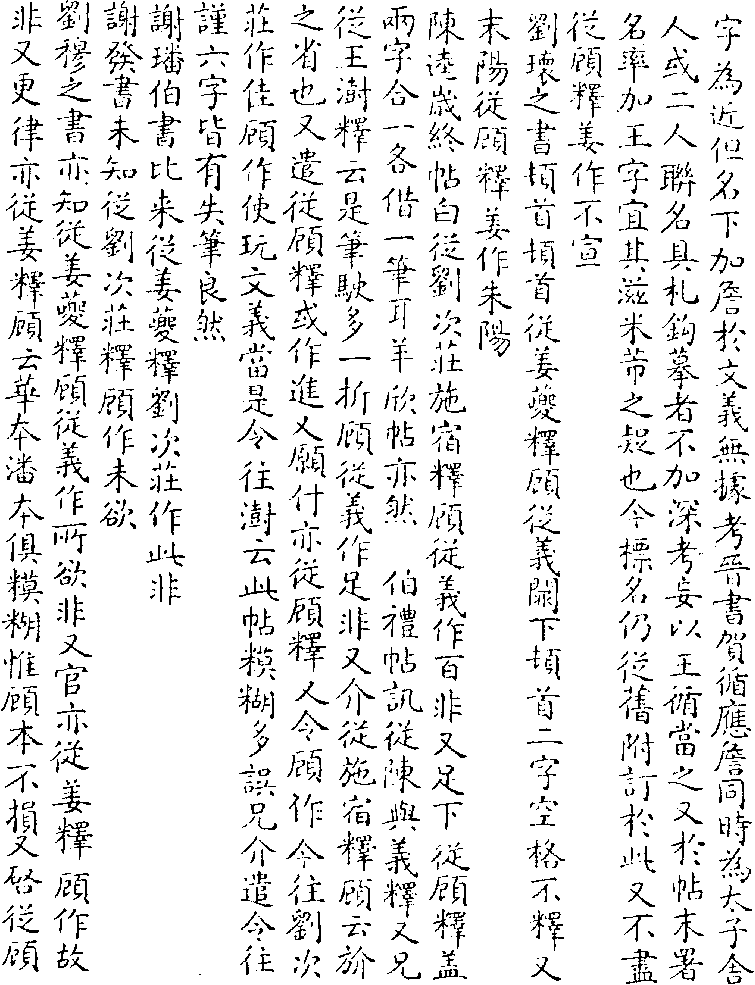 字為近但名下加詹於文義無據考晉書賀循應詹同時為太子舍
人或二人聯名具札鉤摹者不加深考妄以王循當之又於帖末署
名率加王字宜其滋米芾之疑也今標名仍從舊附訂於此又不盡
從顧釋姜作不宣
劉瓌之書頓首頓首從姜夔釋顧從義闕下頓首二字空格不釋又
耒陽從顧釋姜作未陽
陳逵歲終帖白從劉次莊施宿釋顧從義作百非又足下從顧釋盖
兩字合一各借一筆耳羊欣帖亦然 伯禮帖訊從陳與義釋又兄
從王澍釋云是筆駛多一折顧從義作足非又介從施宿釋顧云𠫵
之省也又遣從顧釋或作進又願付亦從顧釋又令顧作今往劉次
莊作佳顧作使玩文義當是令往澍云此帖糢糊多誤兄介遣令往
謹六字皆有失筆良然
謝璠伯書比来從姜夔釋劉次莊作此非
謝發書未知從劉次莊釋顧作未欲
劉穆之書亦知從姜夔釋顧從義作所欲非又官亦從姜釋顧作故
非又更律亦從姜釋顧云華本潘本俱糢糊惟顧本不損又啓從顧